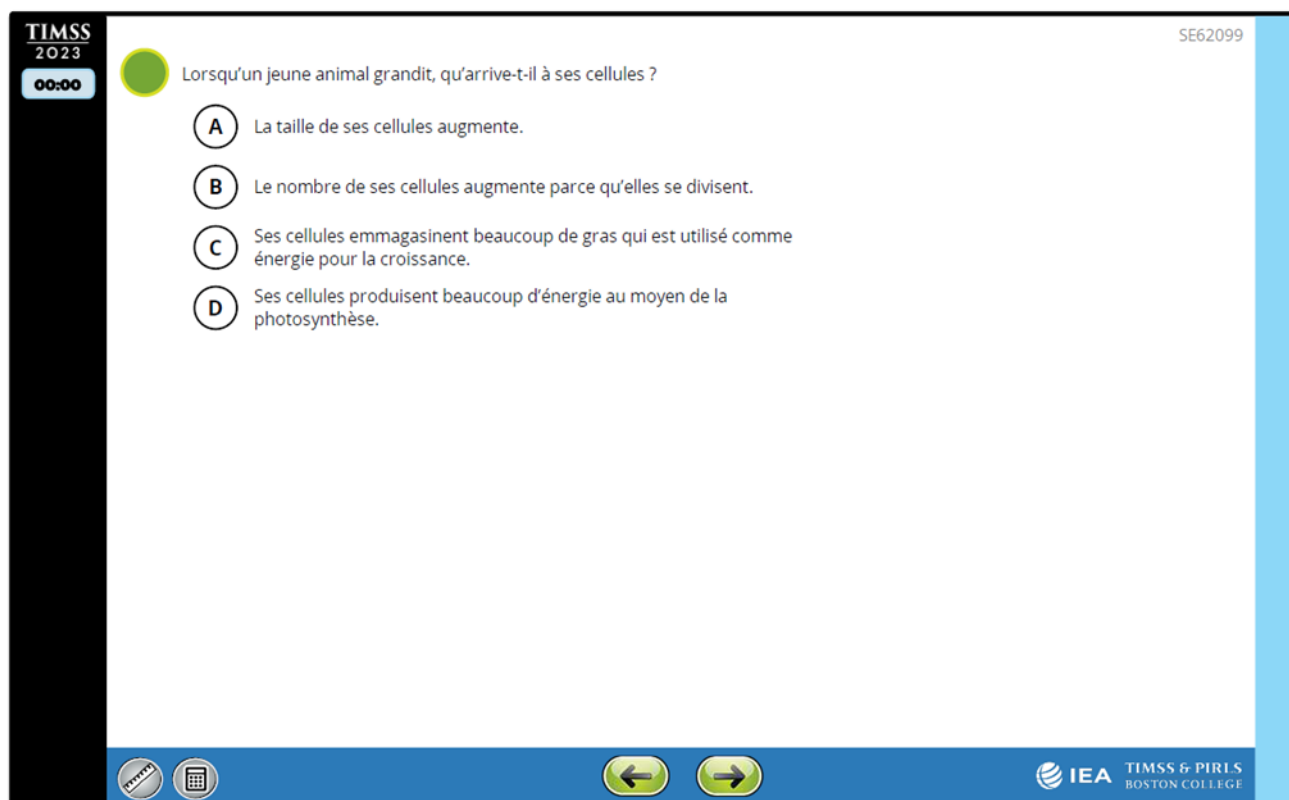 TIMSS
2023
00:00
SE62099
Lorsqu'un jeune animal grandit, qu'arrive-t-il à ses cellules ?
A La taille de ses cellules augmente.
B Le nombre de ses cellules augmente parce qu'elles se divisent.
C Ses cellules emmagasinent beaucoup de gras qui est utilisé comme
énergie pour la croissance.
D Ses cellules produisent beaucoup d'énergie au moyen de la
photosynthèse.
IEA
TIMSS & PIRLS
BOSTON COLLEGE